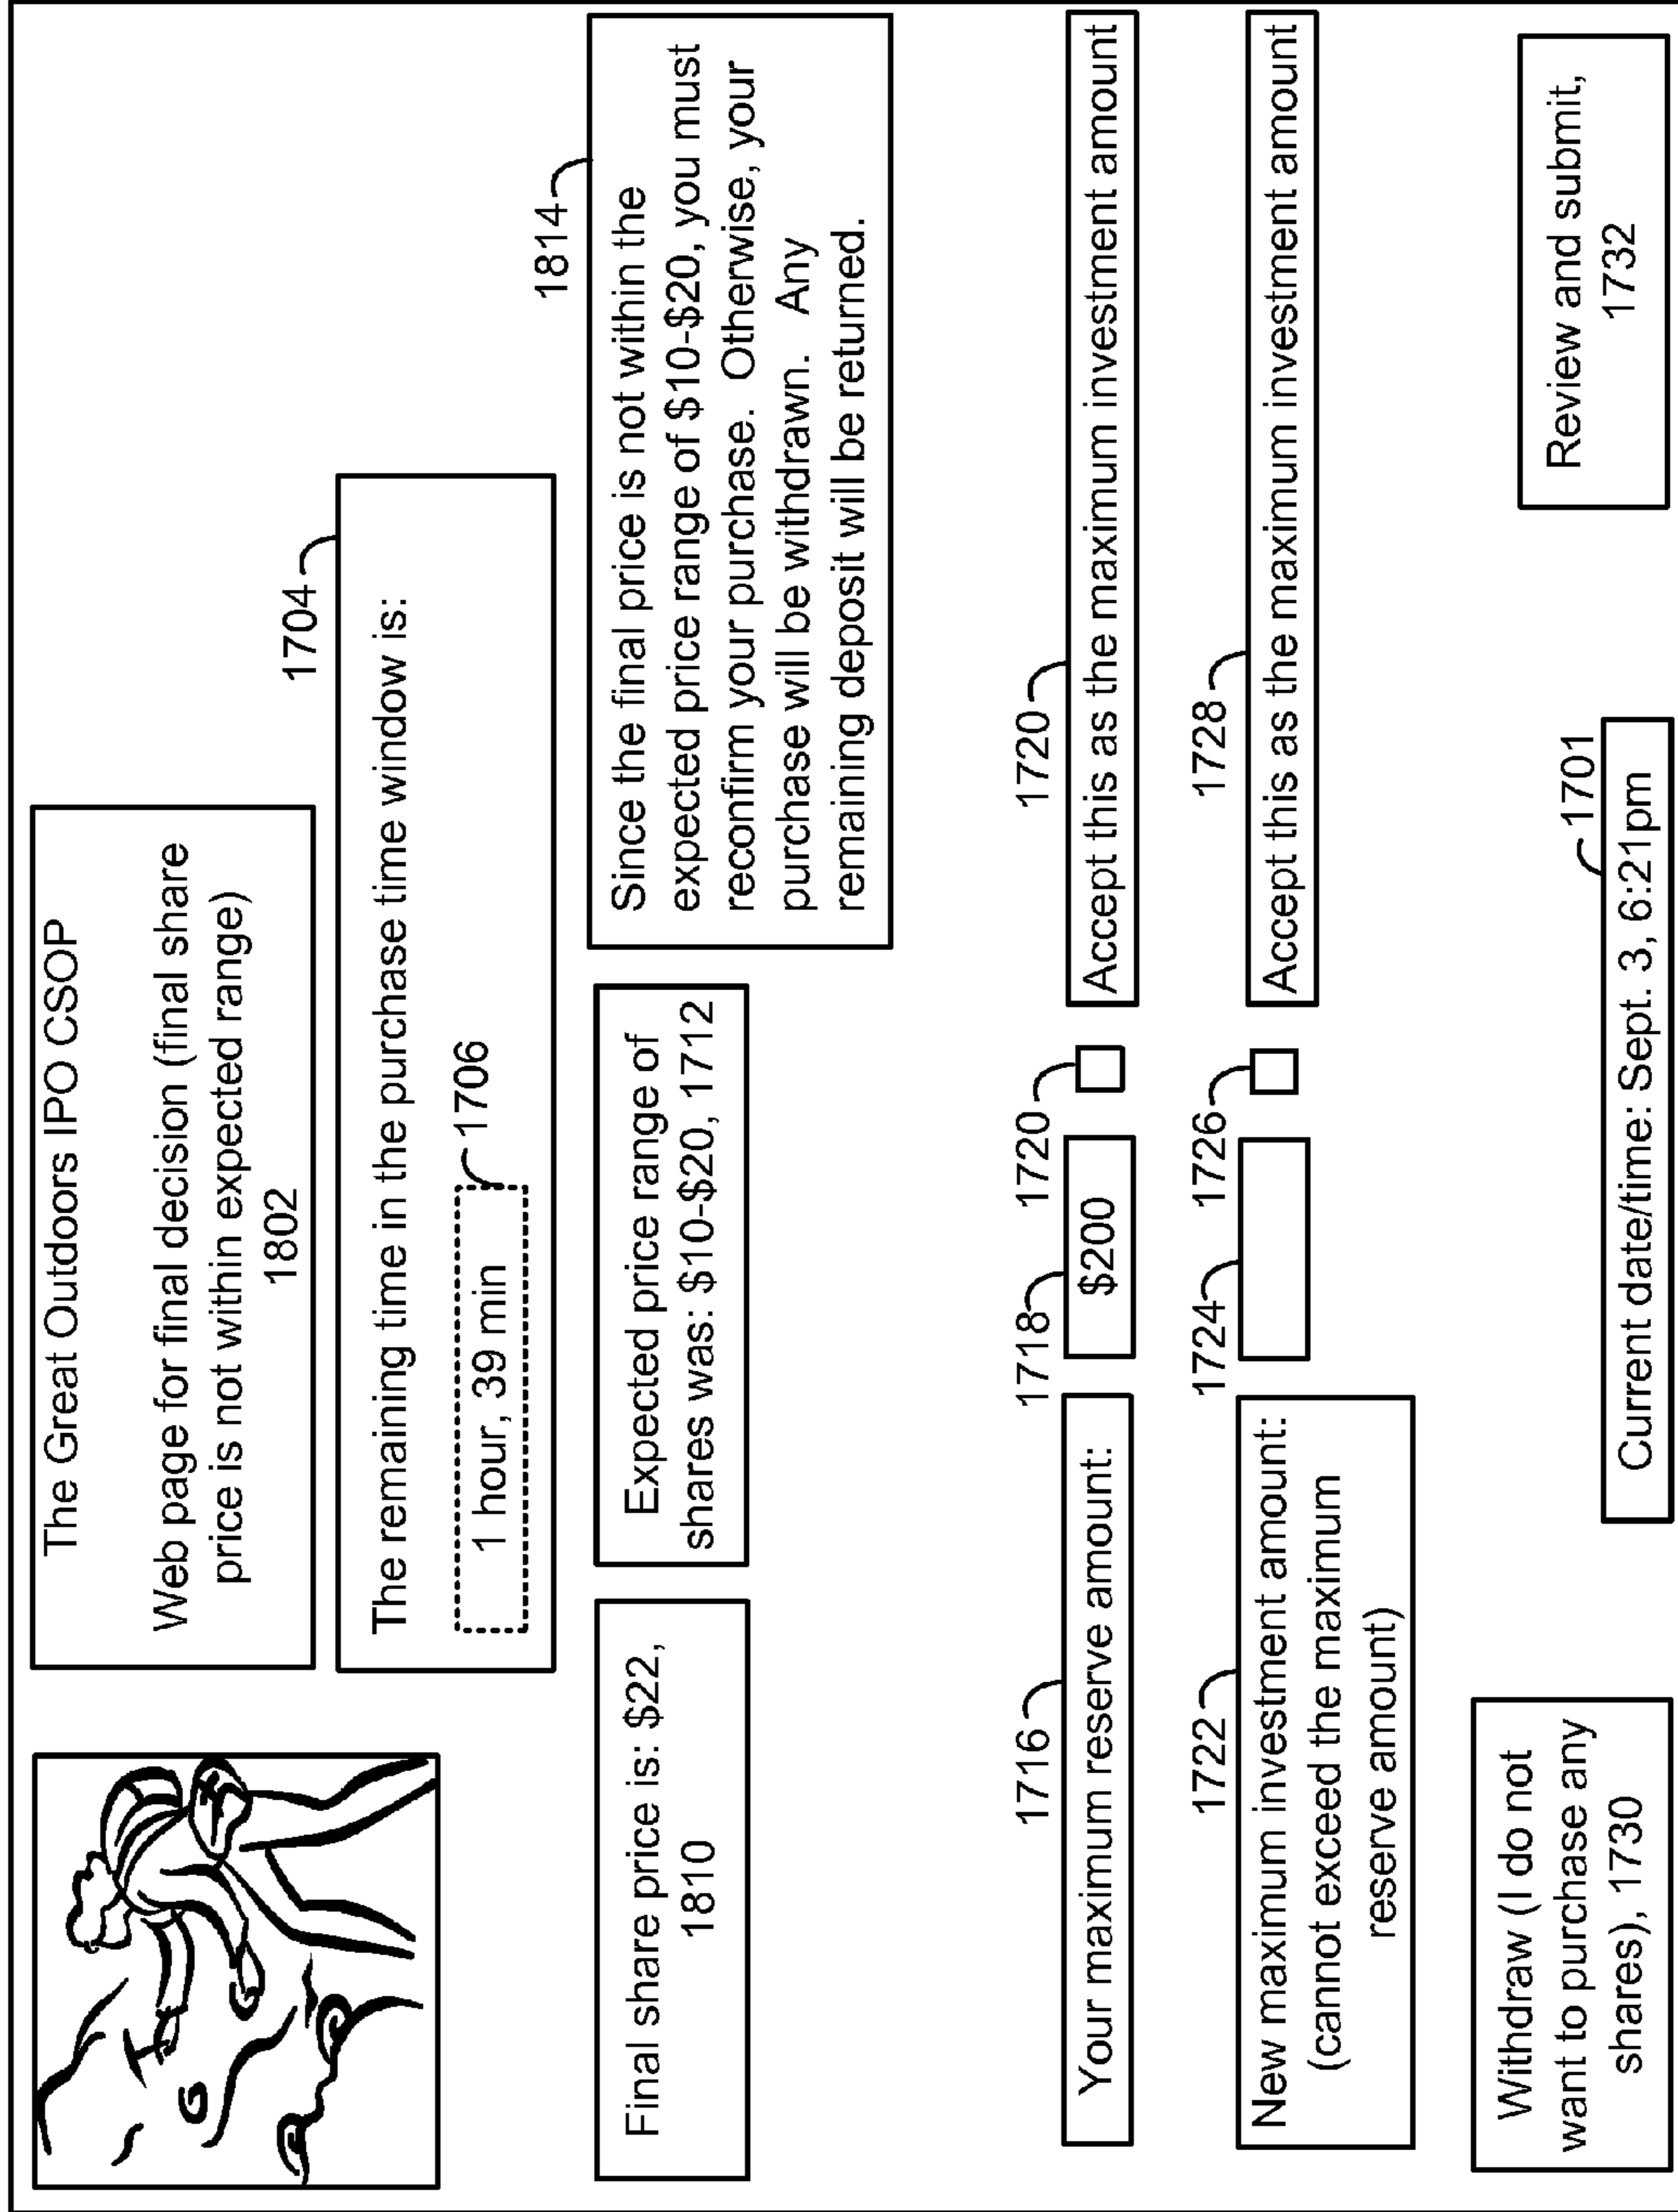 The Great Outdoors IPO CSOP
Web page for final decision (final share
price is not within expected range)
1802
1704
The remaining time in the purchase time window is:
1 hour, 39 min
1706
Final share price is: $22,
1810
Expected price range of
shares was: $10-$20, 1712
1814
Since the final price is not within the
expected price range of $10-$20, you must
reconfirm your purchase. Otherwise, your
purchase will be withdrawn. Any
remaining deposit will be returned.
1716
1718
1720
1720
Your maximum reserve amount:
$200
Accept this as the maximum investment amount
1722
1724
1726
1728
New maximum investment amount:
(cannot exceed the maximum
reserve amount)
Accept this as the maximum investment amount
Withdraw (I do not
want to purchase any
shares), 1730
1701
Current date/time: Sept. 3, 6:21pm
Review and submit,
1732